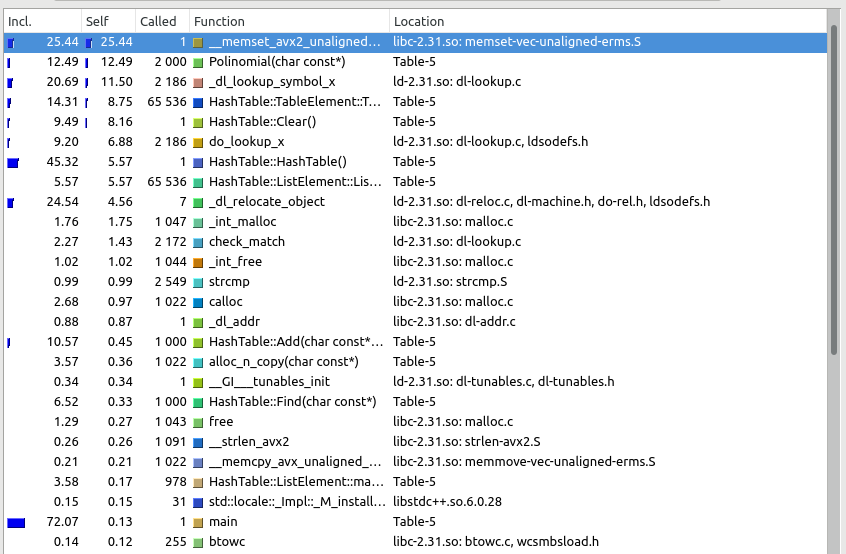 Incl. Self Called Function Location
25.44 25.44 1 __memset_avx2_unaligned... libc-2.31.so: memset-vec-unaligned-erms.S
12.49 12.49 2 000 Polinomial(char const*) Table-5
20.69 11.50 2 186 _dl_lookup_symbol_x ld-2.31.so: dl-lookup.c
14.31 8.75 65 536 HashTable::TableElement::T... Table-5
9.49 8.16 1 HashTable::Clear() Table-5
9.20 6.88 2 186 do_lookup_x ld-2.31.so: dl-lookup.c, ldsodefs.h
45.32 5.57 1 HashTable::HashTable() Table-5
5.57 5.57 65 536 HashTable::ListElement::Lis... Table-5
24.54 4.56 7 _dl_relocate_object ld-2.31.so: dl-reloc.c, dl-machine.h, do-rel.h, ldsodefs.h
1.76 1.75 1 047 _int_malloc libc-2.31.so: malloc.c
2.27 1.43 2 172 check_match ld-2.31.so: dl-lookup.c
1.02 1.02 1 044 _int_free libc-2.31.so: malloc.c
0.99 0.99 2 549 strcmp ld-2.31.so: strcmp.S
2.68 0.97 1 022 calloc libc-2.31.so: malloc.c
0.88 0.87 1 _dl_addr libc-2.31.so: dl-addr.c
10.57 0.45 1 000 HashTable::Add(char const*... Table-5
3.57 0.36 1 022 alloc_n_copy(char const*) Table-5
0.34 0.34 1 __GI___tunables_init ld-2.31.so: dl-tunables.c, dl-tunables.h
6.52 0.33 1 000 HashTable::Find(char const*) Table-5
1.29 0.27 1 043 free libc-2.31.so: malloc.c
0.26 0.26 1 091 __strlen_avx2 libc-2.31.so: strlen-avx2.S
0.21 0.21 1 022 __memcpy_avx_unaligned_... libc-2.31.so: memmove-vec-unaligned-erms.S
3.58 0.17 978 HashTable::ListElement::ma... Table-5
0.15 0.15 31 std::locale::_Impl::_M_install... libstdc++.so.6.0.28
72.07 0.13 1 main Table-5
0.14 0.12 255 btowc libc-2.31.so: btowc.c, wcsmbsload.h